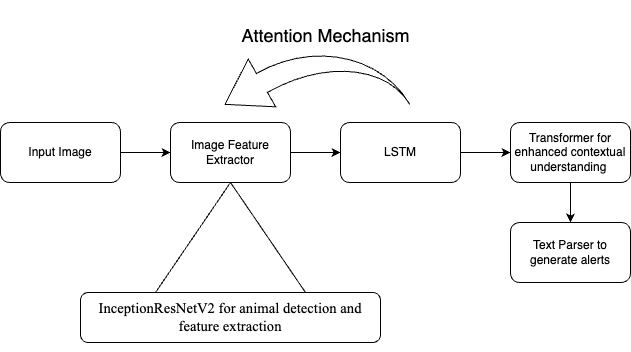 Attention Mechanism
Input Image
Image Feature
Extractor
LSTM
Transformer for
enhanced contextual
understanding
Text Parser to
generate alerts
InceptionResNetV2 for animal detection and
feature extraction